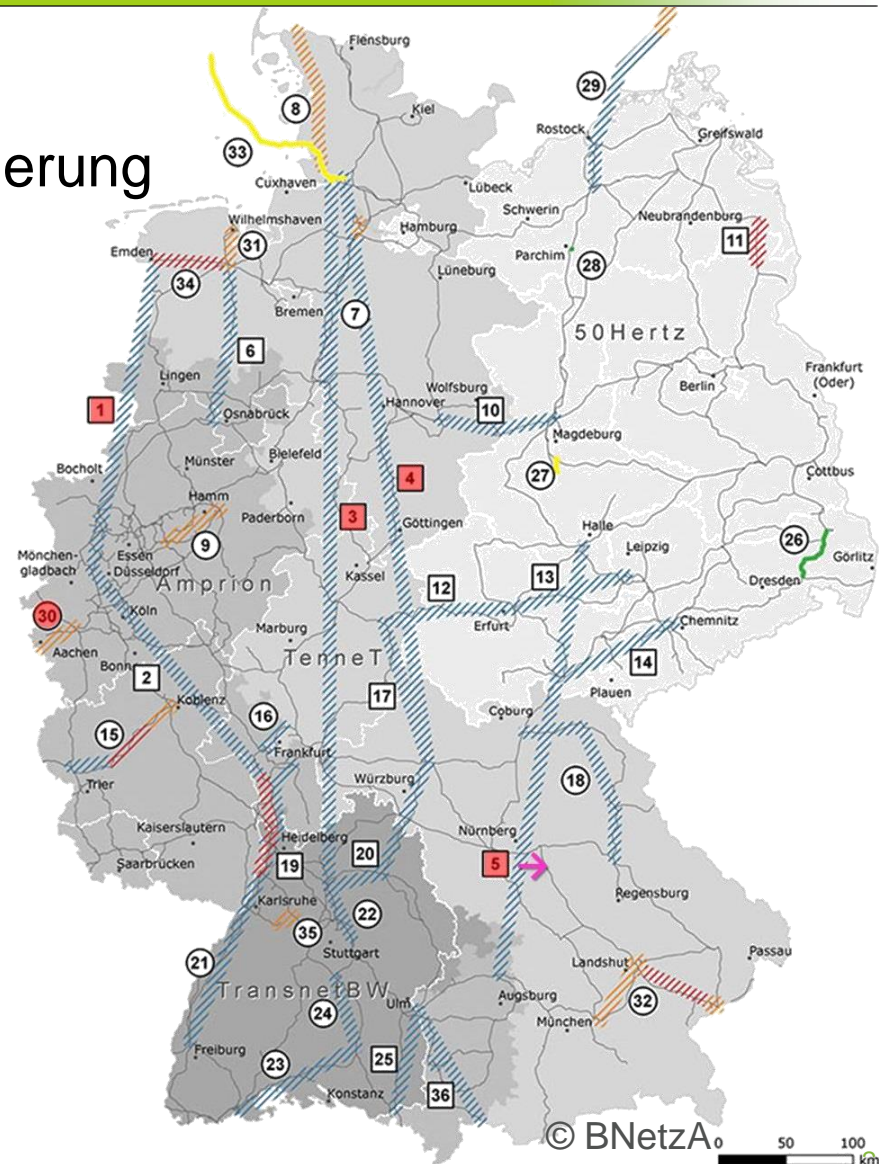 Flensburg
29
8
Kiel
Rostock
Greifswald
erung
33
Cuxhaven
Lübeck
Schwerin
Neubrandenburg
Wilhelmshaven
Hamburg
11
Emden
31
Parchim
28
34
Lüneburg
Bremen
7
50Hertz
6
Lingen
Wolfsburg
Berlin
Frankfurt
(Oder)
1
Osnabrück
Hannover
10
Magdeburg
Bocholt
Münster
Bielefeld
4
27
Cottbus
Hamm
Paderborn
3
Göttingen
Halle
26
Mönchen-
gladbach
Essen
9
Leipzig
Görlitz
Düsseldorf
Kassel
Dresden
Amprion
12
13
30
Köln
Erfurt
Chemnitz
Marburg
Aachen
Bonn
TenneT
14
2
17
Plauen
Koblenz
16
Coburg
15
Frankfurt
Trier
Würzburg
18
Kaiserslautern
Heidelberg
Nürnberg
Saarbrücken
19
20
5
Karlsruhe
Regensburg
22
35
Stuttgart
Passau
21
Landshut
TransnetBW
Ulm
Augsburg
32
24
München
Freiburg
23
25
Konstanz
36
© BNetzA
0 50 100
km